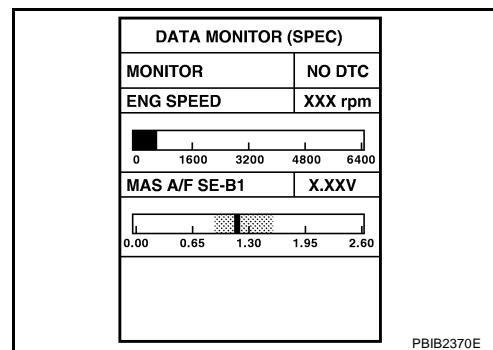 DATA MONITOR (SPEC)
MONITOR NO DTC
ENG SPEED XXX rpm
0 1600 3200 4800 6400
MAS A/F SE-B1 X.XXV
0.00 0.65 1.30 1.95 2.60
PBIB2370E